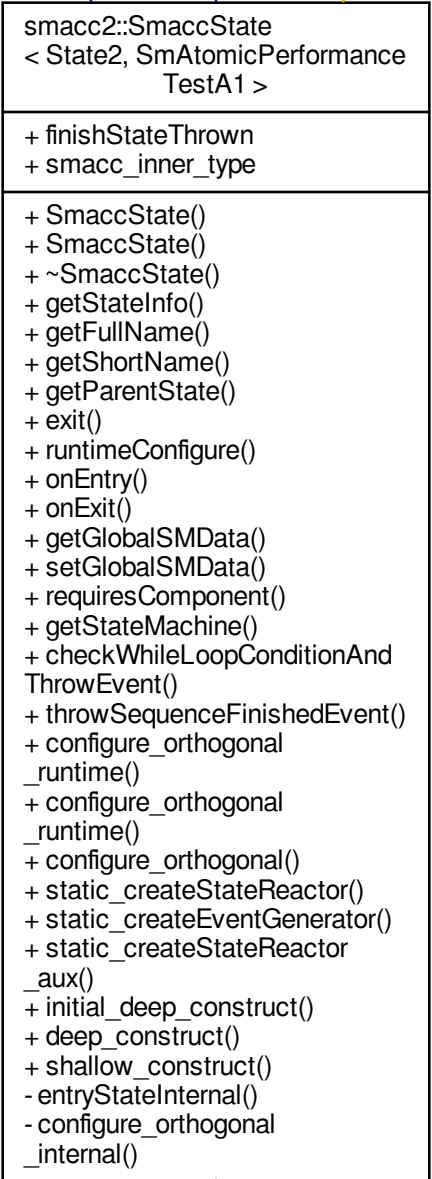 smacc2::SmaccState
< State2, SmAtomicPerformance
TestA1 >
+ finishStateThrown
+ smacc_inner_type
+ SmaccState()
+ SmaccState()
+ ~SmaccState()
+ getStateInfo()
+ getFullName()
+ getShortName()
+ getParentState()
+ exit()
+ runtimeConfigure()
+ onEntry()
+ onExit()
+ getGlobalSMData()
+ setGlobalSMData()
+ requiresComponent()
+ getStateMachine()
+ checkWhileLoopConditionAnd
ThrowEvent()
+ throwSequenceFinishedEvent()
+ configure_orthogonal
_runtime()
+ configure_orthogonal
_runtime()
+ configure_orthogonal()
+ static_createStateReactor()
+ static_createEventGenerator()
+ static_createStateReactor
_aux()
+ initial_deep_construct()
+ deep_construct()
+ shallow_construct()
- entryStateInternal()
- configure_orthogonal
_internal()